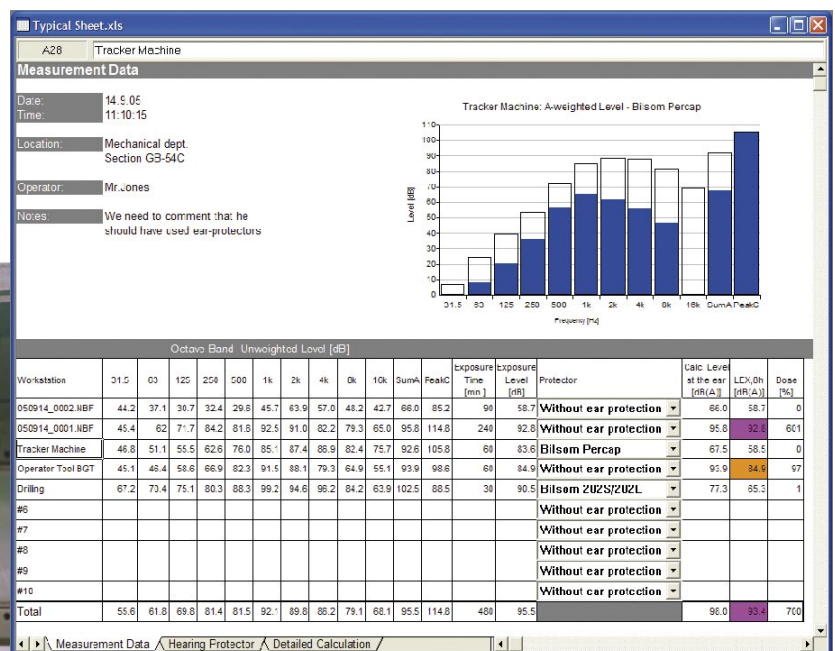 Typical Sheet.xls
A28 Tracker Machine
Measurement Data
Date: 14.9.05
Time: 11:10:15
Location: Mechanical dept.
Section GB-54C
Operator: Mr.Jones
Notes: We need to comment that he
should have used ear-protectors
Tracker Machine: A-weighted Level - Bilsom Percap
Level [dB]
110
100
90
80
70
60
50
40
30
20
10
0
31.5 63 125 250 500 1k 2k 4k 8k 16k SumA PeakC
Frequency [Hz]
Octave Band Unweighted Level [dB]
Workstation 31.5 63 125 250 500 1k 2k 4k 8k 16k SumA PeakC Exposure Time [mn] Exposure Level [dB] Protector Calc Level at the ear [dB(A)] LEX,8h [dB(A)] Dose [%]
050914_0002.NBF 44.2 37.1 30.7 32.4 29.8 45.7 63.9 57.0 48.2 42.7 66.0 85.2 90 58.7 Without ear protection 66.0 58.7 0
050914_0001.NBF 45.4 62 71.7 84.2 81.8 92.5 91.0 82.2 79.3 65.0 95.8 114.8 240 92.8 Without ear protection 95.8 92.8 601
Tracker Machine 46.8 51.1 55.5 62.6 76.0 85.1 87.4 86.9 82.4 75.7 92.6 105.8 60 83.6 Bilsom Percap 67.5 58.5 0
Operator Tool BGT 45.1 46.4 58.6 66.9 82.3 91.5 88.1 79.3 64.9 55.1 93.9 98.6 60 84.9 Without ear protection 93.9 84.9 97
Drilling 67.2 70.4 75.1 80.3 88.3 99.2 94.6 96.2 84.2 63.9 102.5 88.5 30 90.5 Bilsom 202S/202L 77.3 65.3 1
#6 Without ear protection
#7 Without ear protection
#8 Without ear protection
#9 Without ear protection
#10 Without ear protection
Total 55.6 61.8 69.8 81.4 81.5 92.1 89.8 88.2 79.1 68.1 95.5 114.8 480 95.5 98.0 93.4 700
Measurement Data Hearing Protector Detailed Calculation